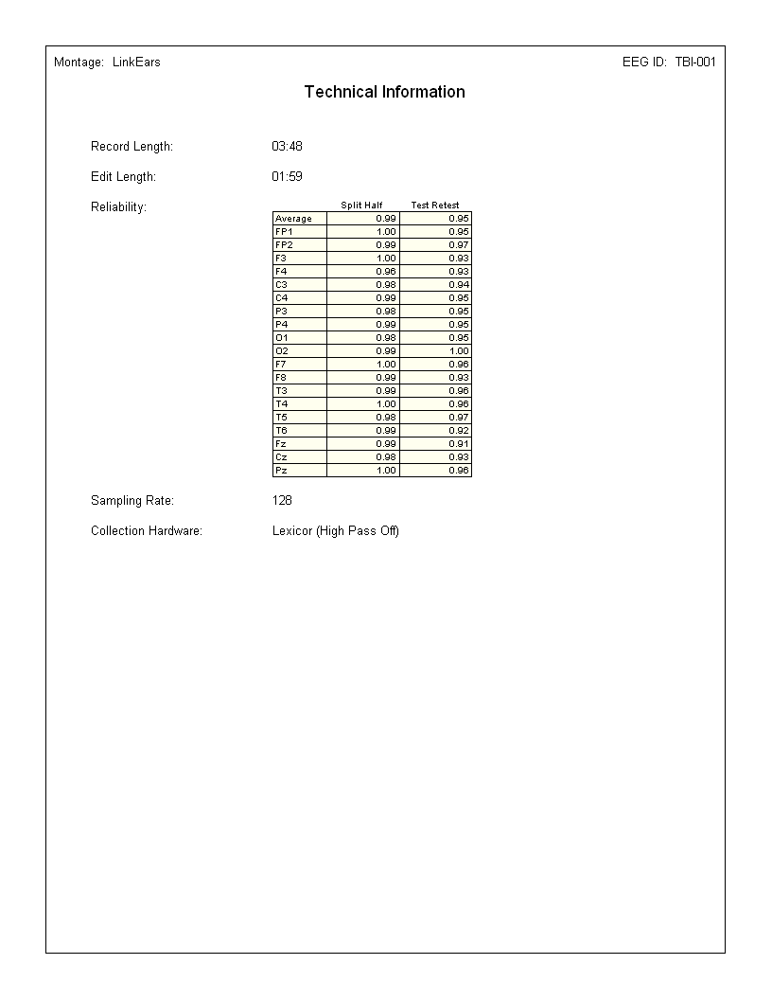 Montage: LinkEars EEG ID: TBI-001
Technical Information
Record Length: 03:48
Edit Length: 01:59
Reliability: Split Half Test Retest
Average 0.99 0.95
FP1 1.00 0.95
FP2 0.99 0.97
F3 1.00 0.93
F4 0.96 0.93
C3 0.98 0.94
C4 0.99 0.95
P3 0.98 0.95
P4 0.99 0.95
O1 0.98 0.95
O2 0.99 1.00
F7 1.00 0.96
F8 0.99 0.93
T3 0.99 0.96
T4 1.00 0.96
T5 0.98 0.97
T6 0.99 0.92
Fz 0.99 0.91
Cz 0.98 0.93
Pz 1.00 0.96
Sampling Rate: 128
Collection Hardware: Lexicor (High Pass Off)